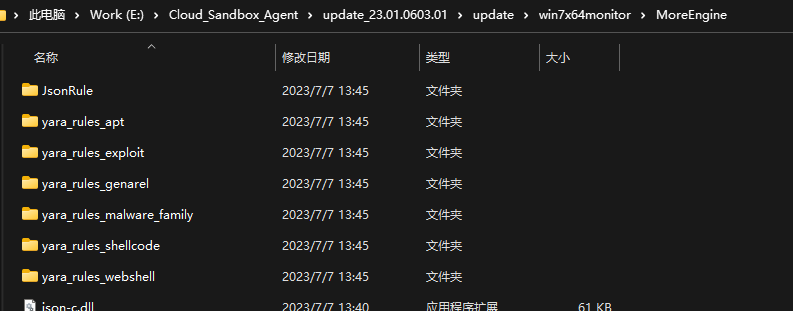 此电脑 > Work (E:) > Cloud_Sandbox_Agent > update_23.01.0603.01 > update > win7x64monitor > MoreEngine
名称 修改日期 类型 大小
JsonRule 2023/7/7 13:45 文件夹
yara_rules_apt 2023/7/7 13:45 文件夹
yara_rules_exploit 2023/7/7 13:45 文件夹
yara_rules_genarel 2023/7/7 13:45 文件夹
yara_rules_malware_family 2023/7/7 13:45 文件夹
yara_rules_shellcode 2023/7/7 13:45 文件夹
yara_rules_webshell 2023/7/7 13:45 文件夹
json-c.dll 2023/7/7 13:40 应用程序扩展 61 KB